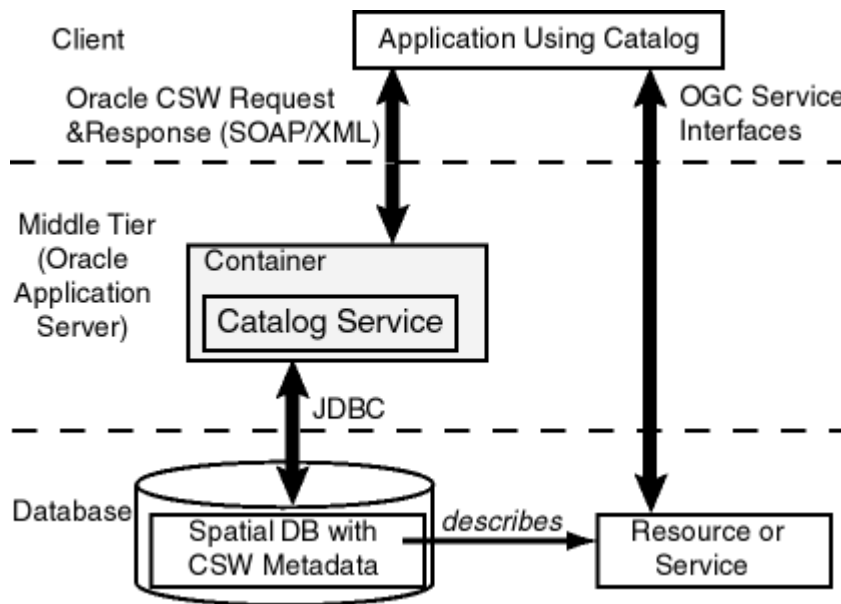 Client
Application Using Catalog
Oracle CSW Request
&Response (SOAP/XML)
OGC Service
Interfaces
Middle Tier
(Oracle
Application
Server)
Container
Catalog Service
JDBC
Database
Spatial DB with
CSW Metadata
describes
Resource or
Service